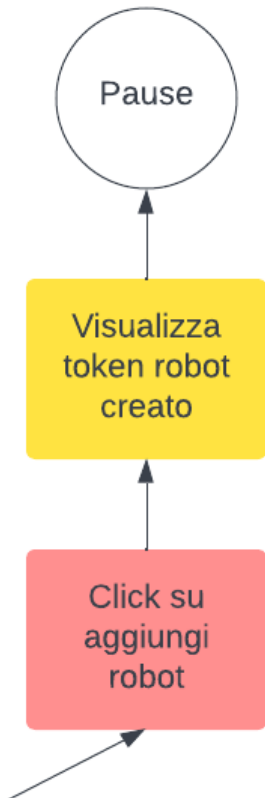 Pause
Visualizza
token robot
creato
Click su
aggiungi
robot